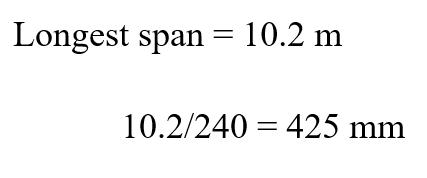 Longest span = 10.2 m
10.2/240 = 425 mm